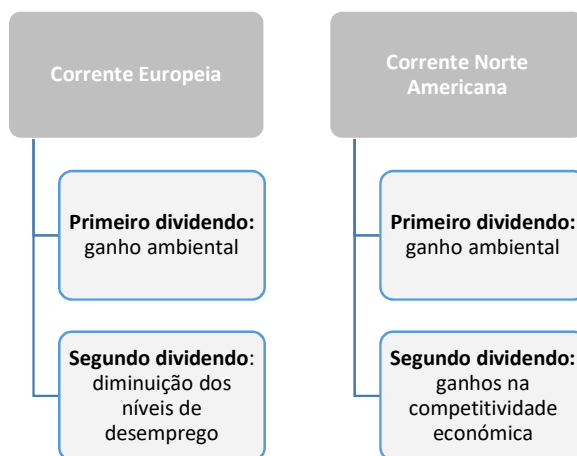 Corrente Europeia
Primeiro dividendo:
ganho ambiental
Segundo dividendo:
diminuição dos
níveis de
desemprego
Corrente Norte
Americana
Primeiro dividendo:
ganho ambiental
Segundo dividendo:
ganhos na
competitividade
económica